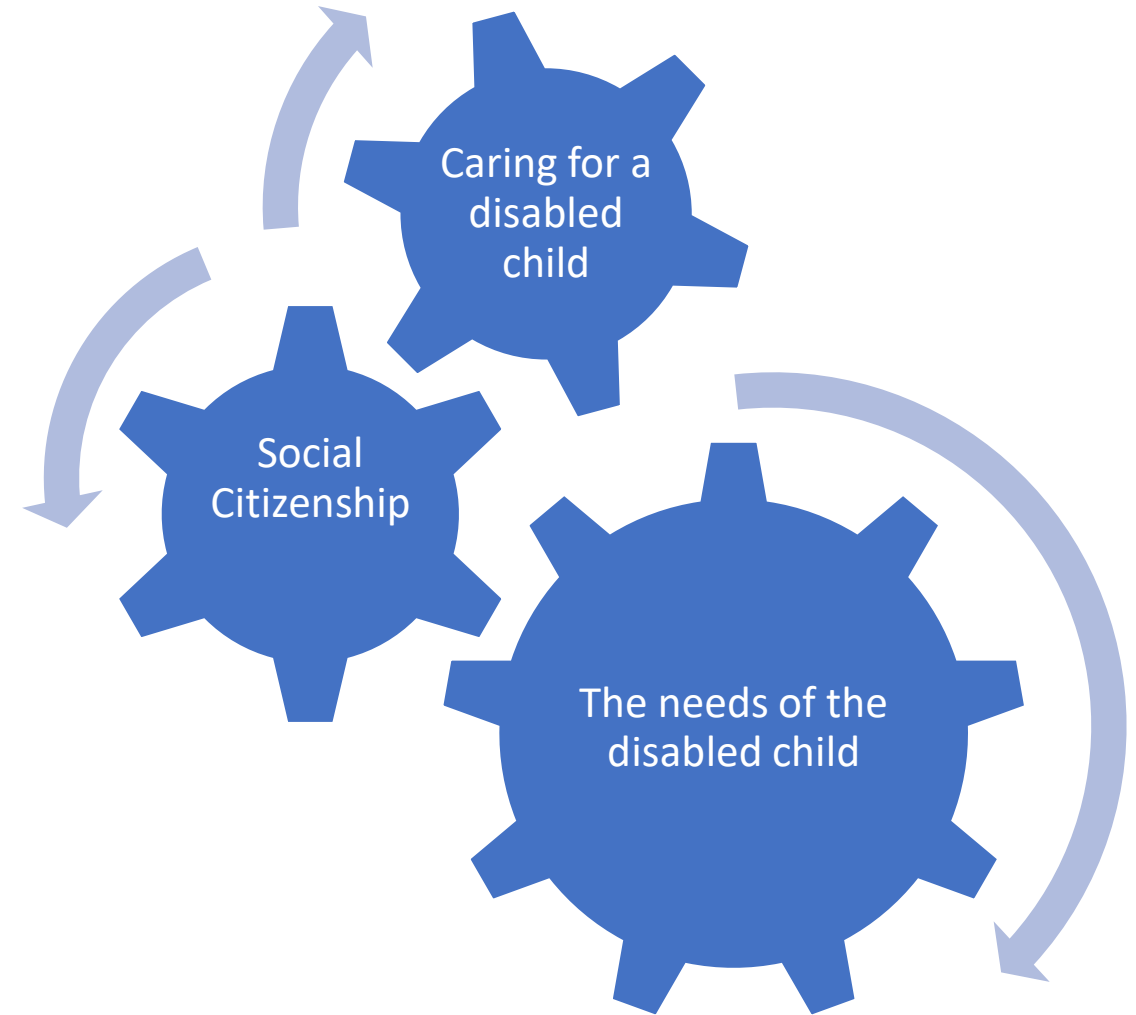 Caring for a
disabled
child
Social
Citizenship
The needs of the
disabled child